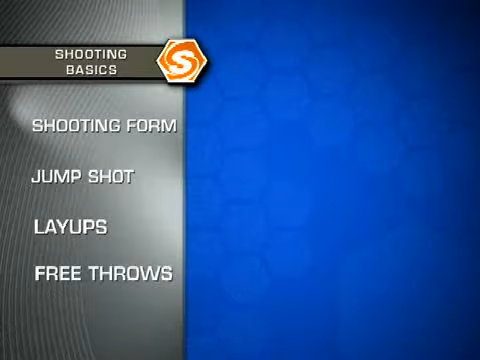 SHOOTING
BASICS
S
SHOOTING FORM
JUMP SHOT
LAYUPS
FREE THROWS